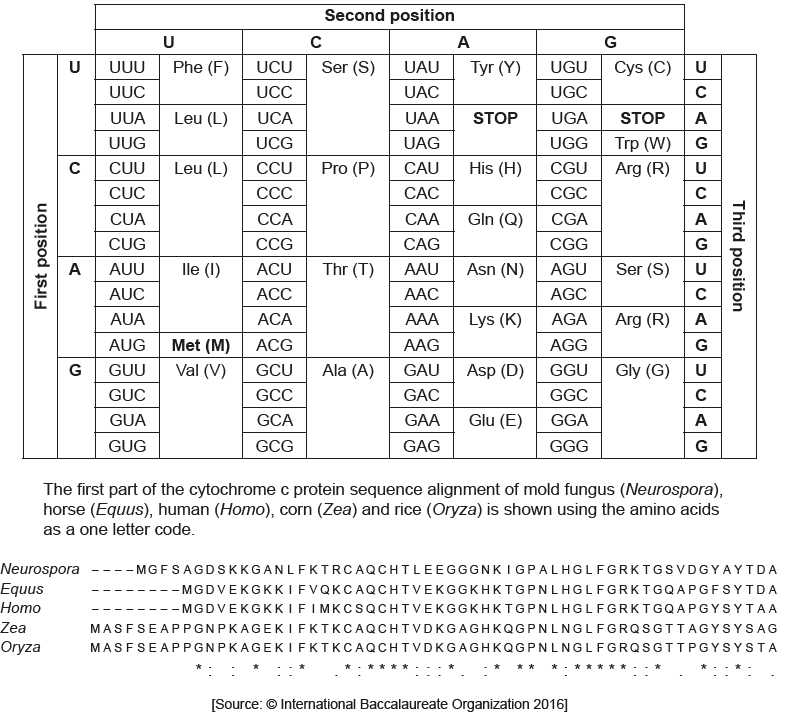 Second position
U C A G
First position
U UUU Phe (F) UCU Ser (S) UAU Tyr (Y) UGU Cys (C) U
UUC UCC UAC UGC C
UUA Leu (L) UCA UAA STOP UGA STOP A
UUG UCG UAG UGG Trp (W) G
C CUU Leu (L) CCU Pro (P) CAU His (H) CGU Arg (R) U
CUC CCC CAC CGC C
CUA CCA CAA Gln (Q) CGA A
CUG CCG CAG CGG G
A AUU Ile (I) ACU Thr (T) AAU Asn (N) AGU Ser (S) U
AUC ACC AAC AGC C
AUA ACA AAA Lys (K) AGA Arg (R) A
AUG Met (M) ACG AAG AGG G
G GUU Val (V) GCU Ala (A) GAU Asp (D) GGU Gly (G) U
GUC GCC GAC GGC C
GUA GCA GAA Glu (E) GGA A
GUG GCG GAG GGG G
Third position
The first part of the cytochrome c protein sequence alignment of mold fungus (Neurospora),
horse (Equus), human (Homo), corn (Zea) and rice (Oryza) is shown using the amino acids
as a one letter code.
Neurospora ----MGFSAGDSKKGANLFKTRCAQCHTLEEGGGNKIGPALHGLFGRKTGSVDGYAYTDA
Equus --------MGDVEKGKKIFVQKCAQCHTVEKGGKHKTGPNLHGLFGRKTGQAPGFSYTDA
Homo --------MGDVEKGKKIFIMKCSQCHTVEKGGKHKTGPNLHGLFGRKTGQAPGYSYTAA
Zea MASFSEAPPGNPKAGEKIFKTKCAQCHTVDKGAGHKQGPNLNGLFGRQSGTTAGYSYSAG
Oryza MASFSEAPPGNPKAGEKIFKTKCAQCHTVDKGAGHKQGPNLNGLFGRQSGTTPGYSYSTA
*: : * :: *.****:: * * ** *:*****::* . *:*: .
[Source: © International Baccalaureate Organization 2016]